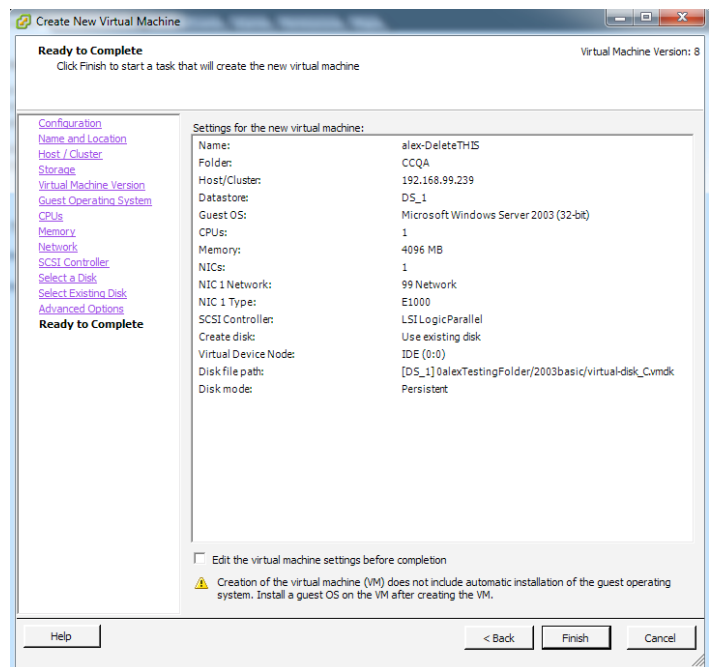 Create New Virtual Machine
Ready to Complete
Click Finish to start a task that will create the new virtual machine
Virtual Machine Version: 8
Configuration
Name and Location
Host / Cluster
Storage
Virtual Machine Version
Guest Operating System
CPUs
Memory
Network
SCSI Controller
Select a Disk
Select Existing Disk
Advanced Options
Ready to Complete
Settings for the new virtual machine:
Name: alex-DeleteTHIS
Folder: CCQA
Host/Cluster: 192.168.99.239
Datastore: DS_1
Guest OS: Microsoft Windows Server 2003 (32-bit)
CPUs: 1
Memory: 4096 MB
NICs: 1
NIC 1 Network: 99 Network
NIC 1 Type: E1000
SCSI Controller: LSI Logic Parallel
Create disk: Use existing disk
Virtual Device Node: IDE (0:0)
Disk file path: [DS_1] 0alexTestingFolder/2003basic/virtual-disk_C.vmdk
Disk mode: Persistent
Edit the virtual machine settings before completion
Creation of the virtual machine (VM) does not include automatic installation of the guest operating
system. Install a guest OS on the VM after creating the VM.
Help
< Back
Finish
Cancel